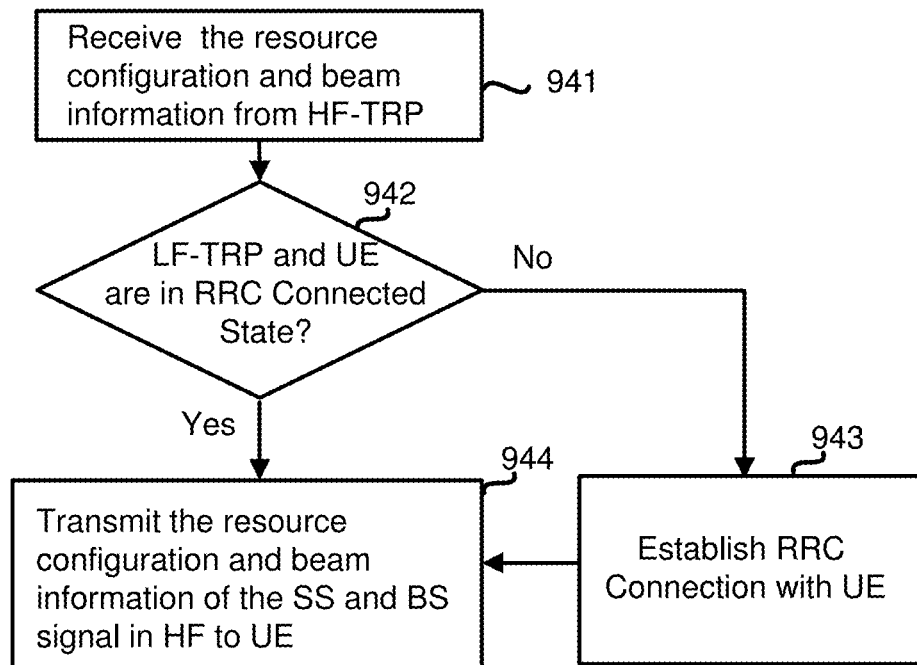 Receive the resource
configuration and beam
information from HF-TRP
941
942
LF-TRP and UE
are in RRC Connected
State?
No
Yes
943
944
Transmit the resource
configuration and beam
information of the SS and BS
signal in HF to UE
Establish RRC
Connection with UE